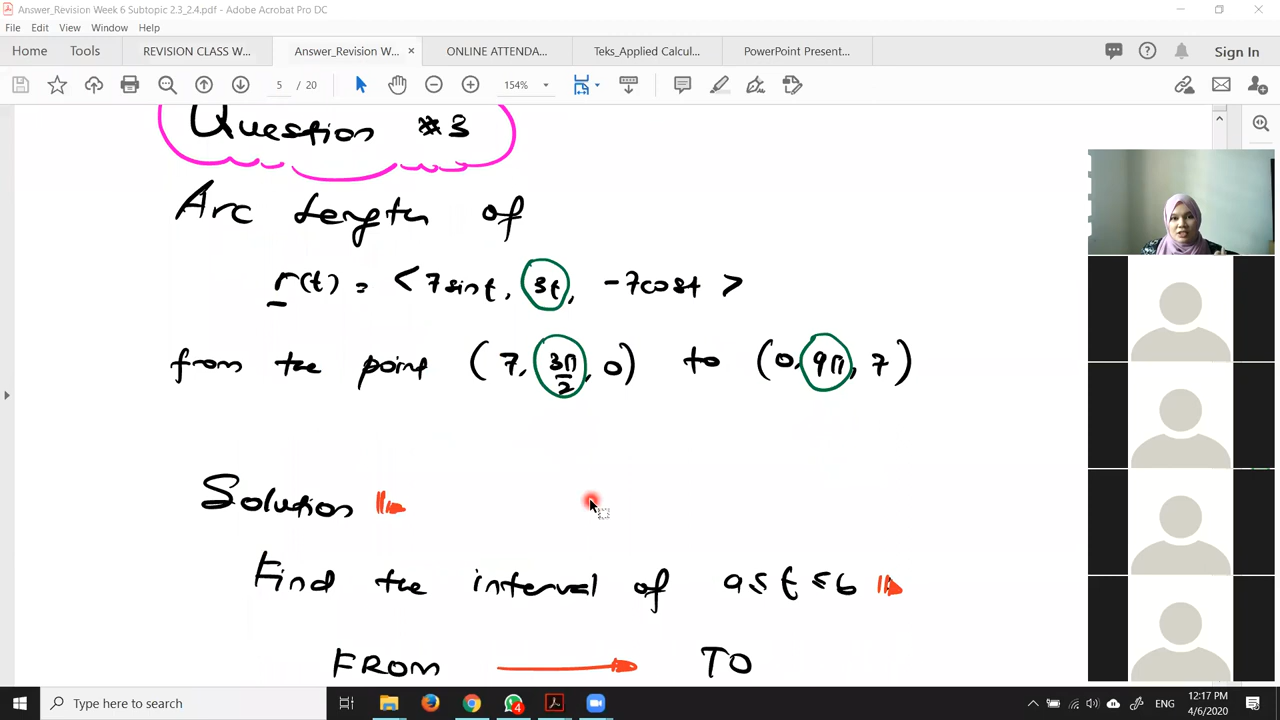 Answer_Revision Week 6 Subtopic 2.3_2.4.pdf - Adobe Acrobat Pro DC
File Edit View Window Help
Home Tools REVISION CLASS W... Answer_Revision W... × ONLINE ATTENDA... Teks_Applied Calcul... PowerPoint Present... Sign In
5 / 20 154%
Question #3
Arc Length of
r(t) = < 7sint, 3t, -7cost >
from the point (7, 3π/2, 0) to (0, 9π, 7)
Solution
Find the interval of a ≤ t ≤ b
FROM TO
Type here to search 4 ENG 12:17 PM
4/6/2020